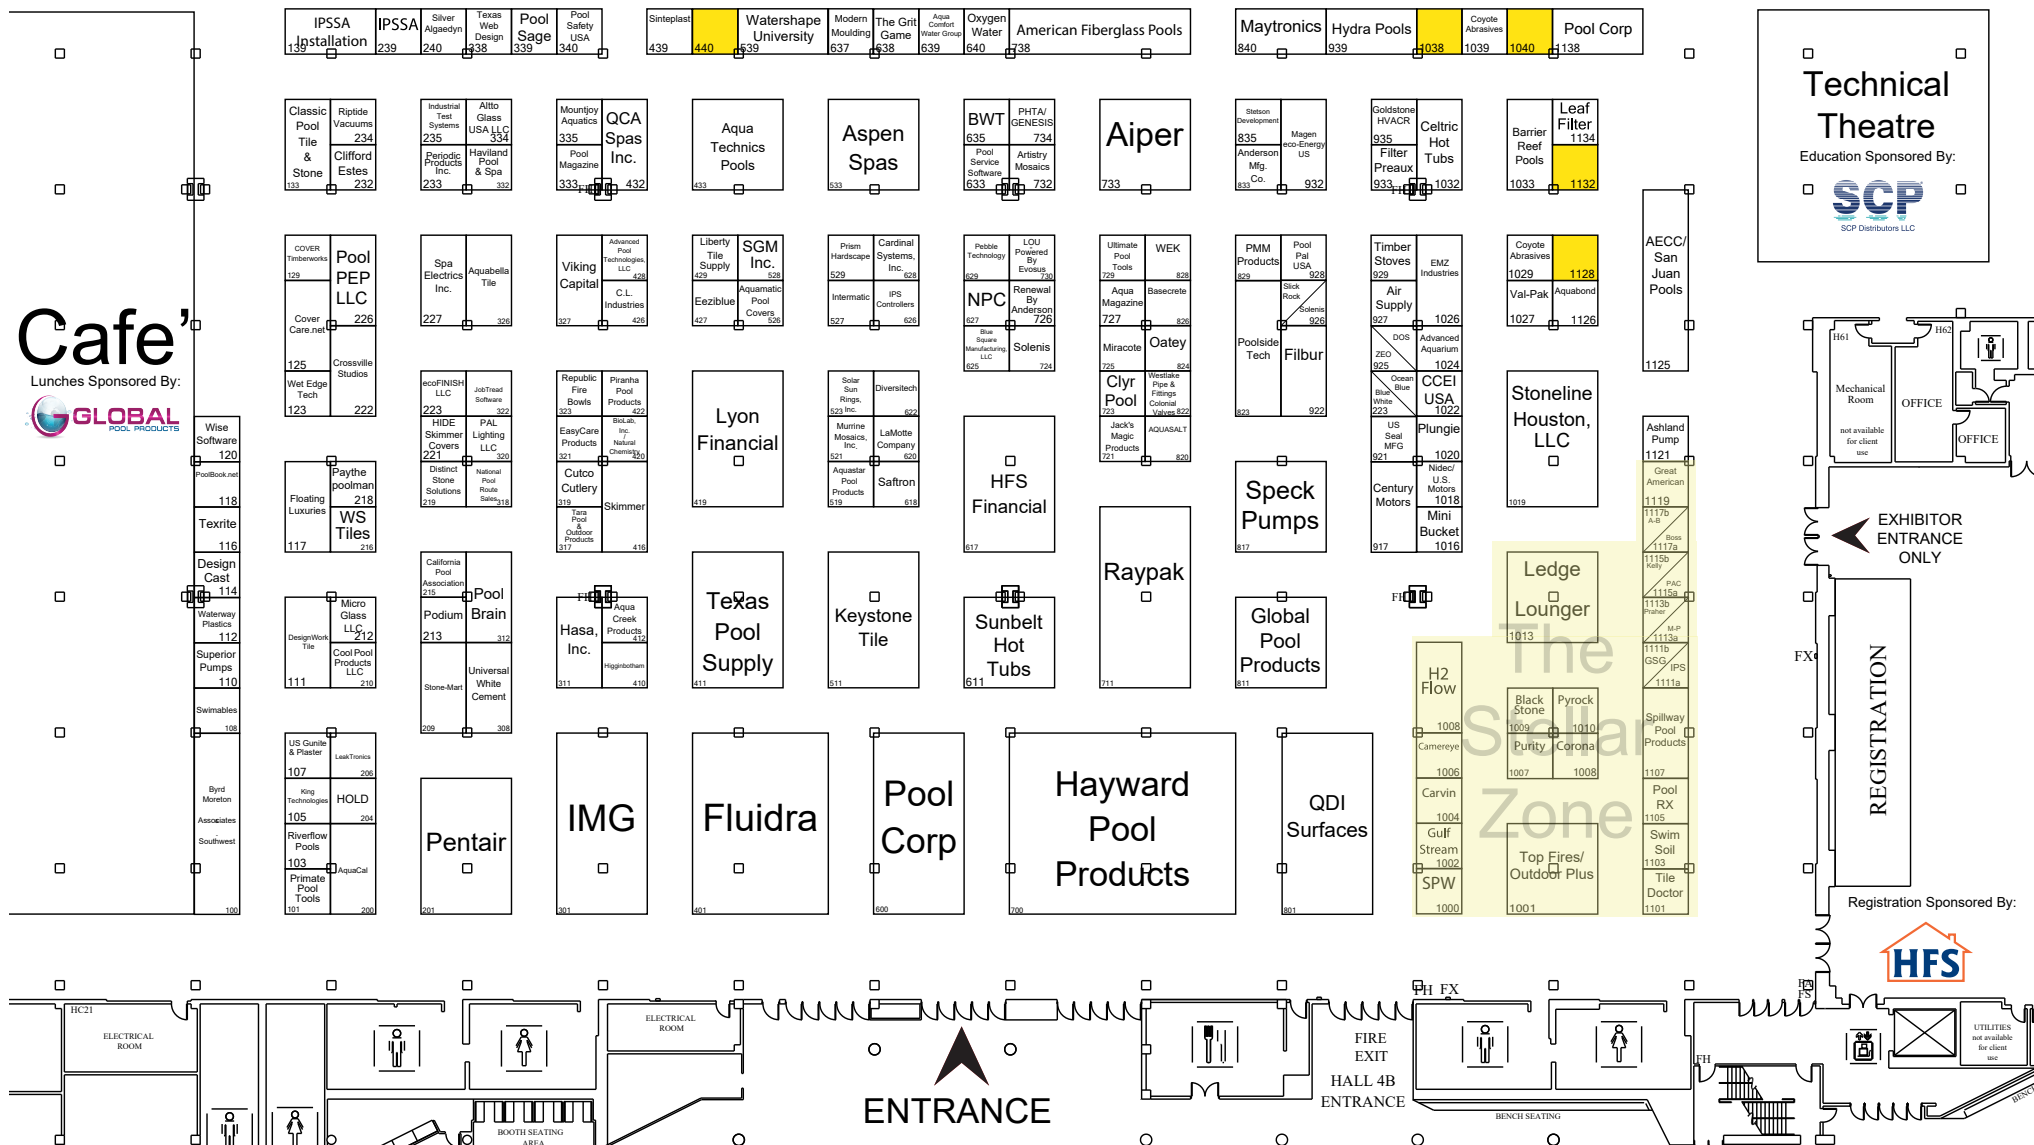 IPSSA
Installation
139
IPSSA
239
Silver
Algaedyn
240
Texas
Web
Design
338
Pool
Sage
339
Pool
Safety
USA
340
Sinteplast
439
440
Watershape
University
539
Modern
Moulding
637
The Grit
Game
638
Aqua
Comfort
Water Group
639
Oxygen
Water
640
American Fiberglass Pools
738
Maytronics
840
Hydra Pools
939
1038
Coyote
Abrasives
1039
1040
Pool Corp
1138
Technical
Theatre
Education Sponsored By:
SCP
SCP Distributors LLC
Classic
Pool
Tile
&
Stone
133
Riptide
Vacuums
234
Clifford
Estes
232
Industrial
Test
Systems
235
Altto
Glass
USA LLC
334
Periodic
Products
Inc.
233
Haviland
Pool
& Spa
332
Mountjoy
Aquatics
335
Pool
Magazine
333
QCA
Spas
Inc.
432
Aqua
Technics
Pools
433
Aspen
Spas
533
BWT
635
PHTA/
GENESIS
734
Pool
Service
Software
633
Artistry
Mosaics
732
Aiper
733
Stetson
Development
835
Anderson
Mfg.
Co.
833
Magen
eco-Energy
US
932
Goldstone
HVACR
935
Filter
Preaux
933
Celtric
Hot
Tubs
1032
Barrier
Reef
Pools
1033
Leaf
Filter
1134
1132
COVER
Timberworks
129
Pool
PEP
LLC
226
Cover
Care.net
125
Crossville
Studios
222
Wet Edge
Tech
123
Spa
Electrics
Inc.
227
Aquabella
Tile
326
Viking
Capital
327
Advanced
Pool
Technologies,
LLC
428
C.L.
Industries
426
Liberty
Tile
Supply
429
SGM
Inc.
528
Eeziblue
427
Aquamatic
Pool
Covers
526
Prism
Hardscape
529
Cardinal
Systems,
Inc.
628
Intermatic
527
IPS
Controllers
626
Pebble
Technology
629
LOU
Powered
By
Evosus
730
NPC
627
Renewal
By
Anderson
726
Blue
Square
Manufacturing,
LLC
625
Solenis
724
Ultimate
Pool
Tools
729
WEK
828
Aqua
Magazine
727
Basecrete
826
Miracote
725
Oatey
824
Clyr
Pool
723
Westlake
Pipe &
Fittings
Colonial
Valves 822
Jack's
Magic
Products
721
AQUASALT
820
PMM
Products
829
Pool
Pal
USA
928
Slick
Rock
Solenis
926
Poolside
Tech
823
Filbur
922
Timber
Stoves
929
EMZ
Industries
1026
Air
Supply
927
DOS
ZEO
925
Advanced
Aquarium
1024
Ocean
Blue
Blue
White
223
CCEI
USA
1022
US
Seal
MFG
921
Plungie
1020
Century
Motors
917
Nidec/
U.S.
Motors
1018
Mini
Bucket
1016
Coyote
Abrasives
1029
1128
Val-Pak
1027
Aquabond
1126
AECC/
San
Juan
Pools
1125
Cafe'
Lunches Sponsored By:
GLOBAL
POOL PRODUCTS
Wise
Software
120
PoolBook.net
118
Texrite
116
Design
Cast
114
Waterway
Plastics
112
Superior
Pumps
110
Swimables
108
Byrd
Moreton
Associates
-
Southwest
100
ecoFINISH
LLC
223
JobTread
Software
322
HIDE
Skimmer
Covers
221
PAL
Lighting
LLC
320
Distinct
Stone
Solutions
219
National
Pool
Route
Sales
318
Republic
Fire
Bowls
323
Piranha
Pool
Products
422
EasyCare
Products
321
BioLab,
Inc.
/
Natural
Chemistry
420
Cutco
Cutlery
319
Skimmer
416
Tara
Pool
&
Outdoor
Products
317
Lyon
Financial
419
Solar
Sun
Rings,
Inc.
523
Diversitech
622
Murrine
Mosaics,
Inc.
521
LaMotte
Company
620
Aquastar
Pool
Products
519
Saftron
618
HFS
Financial
617
Speck
Pumps
817
Stoneline
Houston,
LLC
1019
Ashland
Pump
1121
Great
American
1119
1117b
A-B
Boss
1117a
1115b
Kelly
PAC
1115a
1113b
Praher
M-P
1113a
1111b
GSG
IPS
1111a
Floating
Luxuries
117
Paythe
poolman
218
WS
Tiles
216
DesignWork
Tile
111
Micro
Glass
LLC
212
Cool Pool
Products
LLC
210
California
Pool
Association
215
Pool
Brain
312
Podium
213
Stone-Mart
209
Universal
White
Cement
308
FH
Hasa,
Inc.
311
Aqua
Creek
Products
412
Higginbotham
410
Texas
Pool
Supply
411
Keystone
Tile
511
Sunbelt
Hot
Tubs
611
Raypak
711
Global
Pool
Products
811
FH
Ledge
Lounger
1013
The
Stellar
Zone
H2
Flow
1008
Camereye
1006
Carvin
1004
Gulf
Stream
1002
SPW
1000
Black
Stone
1009
Pyrock
1010
Purity
1007
Corona
1008
Top Fires/
Outdoor Plus
1001
Spillway
Pool
Products
1107
Pool
RX
1105
Swim
Soil
1103
Tile
Doctor
1101
US Gunite
& Plaster
107
LeakTronics
206
King
Technologies
105
HOLD
204
Riverflow
Pools
103
AquaCal
200
Primate
Pool
Tools
101
Pentair
201
IMG
301
Fluidra
401
Pool
Corp
600
Hayward
Pool
Products
700
QDI
Surfaces
801
H61
H62
Mechanical
Room
not available
for client
use
OFFICE
OFFICE
EXHIBITOR
ENTRANCE
ONLY
FX
REGISTRATION
Registration Sponsored By:
HFS
FA
FS
HC21
ELECTRICAL
ROOM
ELECTRICAL
ROOM
BOOTH SEATING
AREA
ENTRANCE
FH FX
FIRE
EXIT
HALL 4B
ENTRANCE
BENCH SEATING
FH
UTILITIES
not available
for client
use